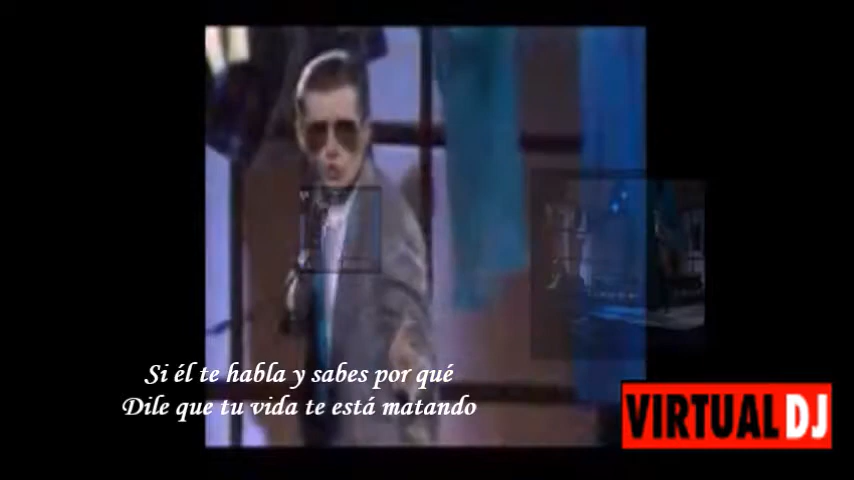 Si él te habla y sabes por qué
Dile que tu vida te está matando
VIRTUAL DJ